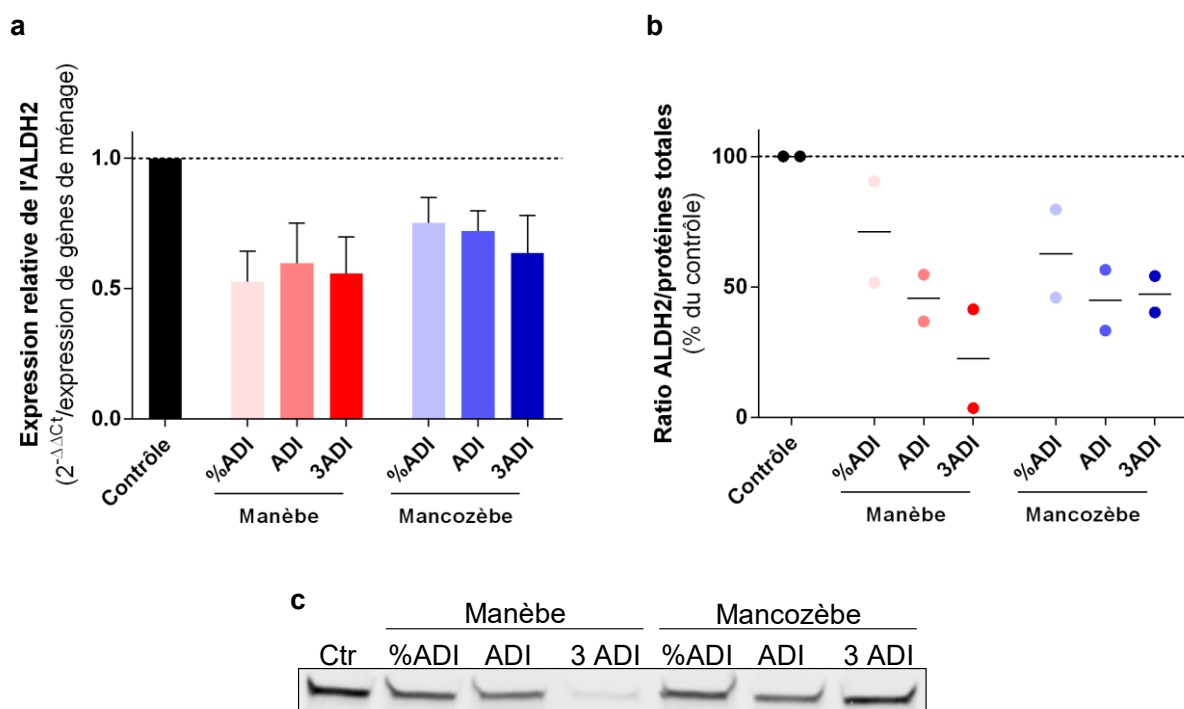 a
Expression relative de l'ALDH2
(2-ΔΔCt/expression de gènes de ménage)
1.0
0.5
0.0
Contrôle
%ADI
ADI
3ADI
%ADI
ADI
3ADI
Manèbe
Mancozèbe
b
Ratio ALDH2/protéines totales
(% du contrôle)
100
50
0
Contrôle
%ADI
ADI
3ADI
%ADI
ADI
3ADI
Manèbe
Mancozèbe
c
Manèbe Mancozèbe
Ctr %ADI ADI 3 ADI %ADI ADI 3 ADI